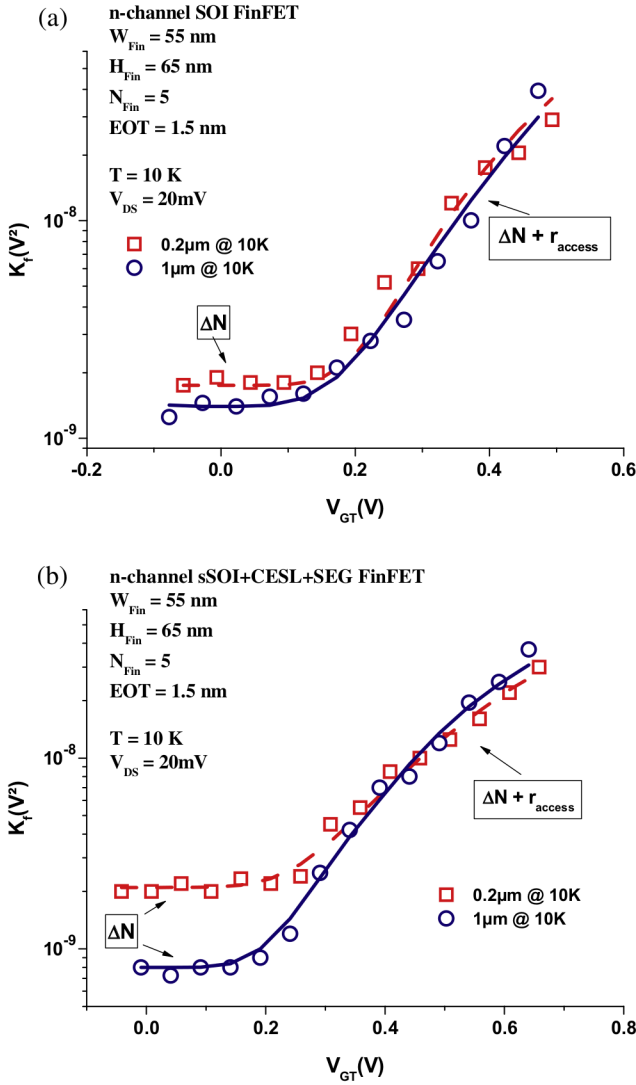 (a)
n-channel SOI FinFET
W_Fin = 55 nm
H_Fin = 65 nm
N_Fin = 5
EOT = 1.5 nm
T = 10 K
V_DS = 20mV
0.2µm @ 10K
1µm @ 10K
ΔN
ΔN + r_access
K_f(V²)
10⁻⁸
10⁻⁹
-0.2 0.0 0.2 0.4 0.6
V_GT(V)
(b)
n-channel sSOI+CESL+SEG FinFET
W_Fin = 55 nm
H_Fin = 65 nm
N_Fin = 5
EOT = 1.5 nm
T = 10 K
V_DS = 20mV
ΔN + r_access
0.2µm @ 10K
1µm @ 10K
ΔN
K_f(V²)
10⁻⁸
10⁻⁹
0.0 0.2 0.4 0.6 0.8
V_GT(V)